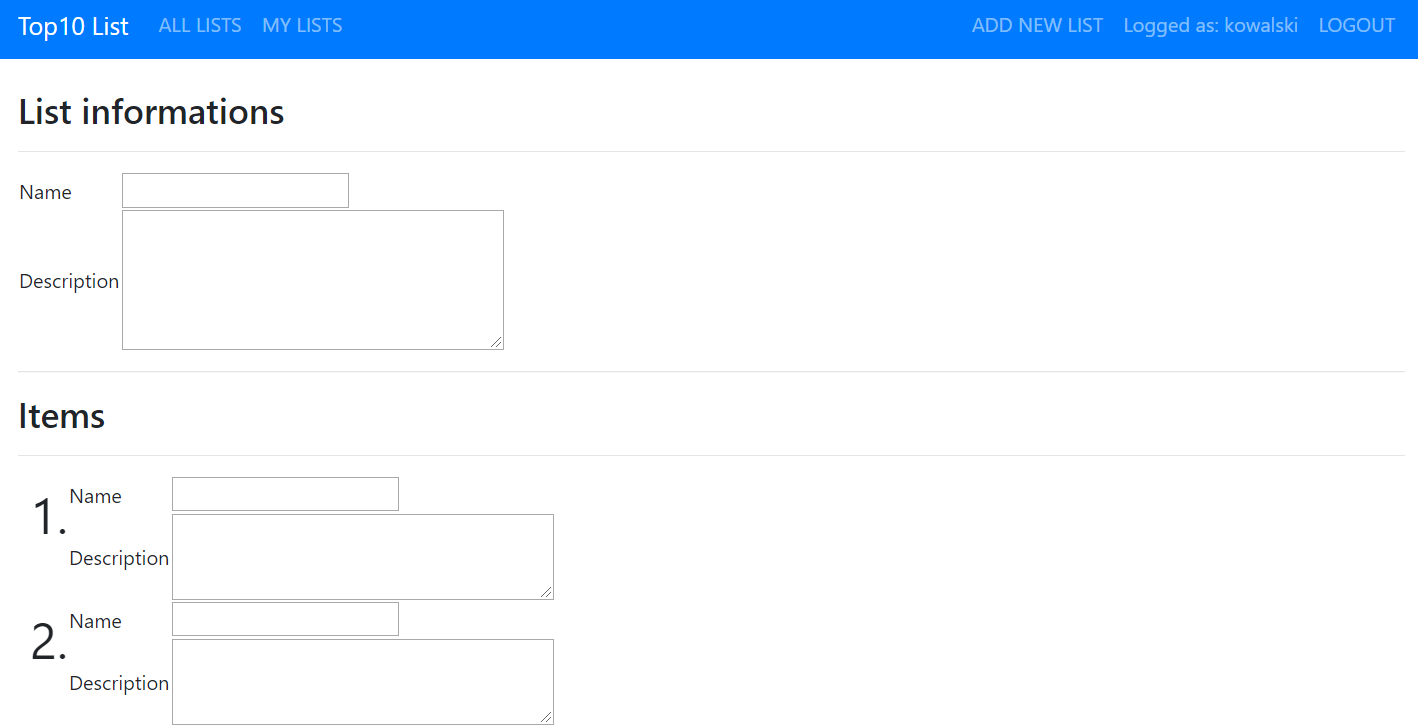 Top10 List ALL LISTS MY LISTS ADD NEW LIST Logged as: kowalski LOGOUT
List informations
Name
Description
Items
1. Name
Description
2. Name
Description